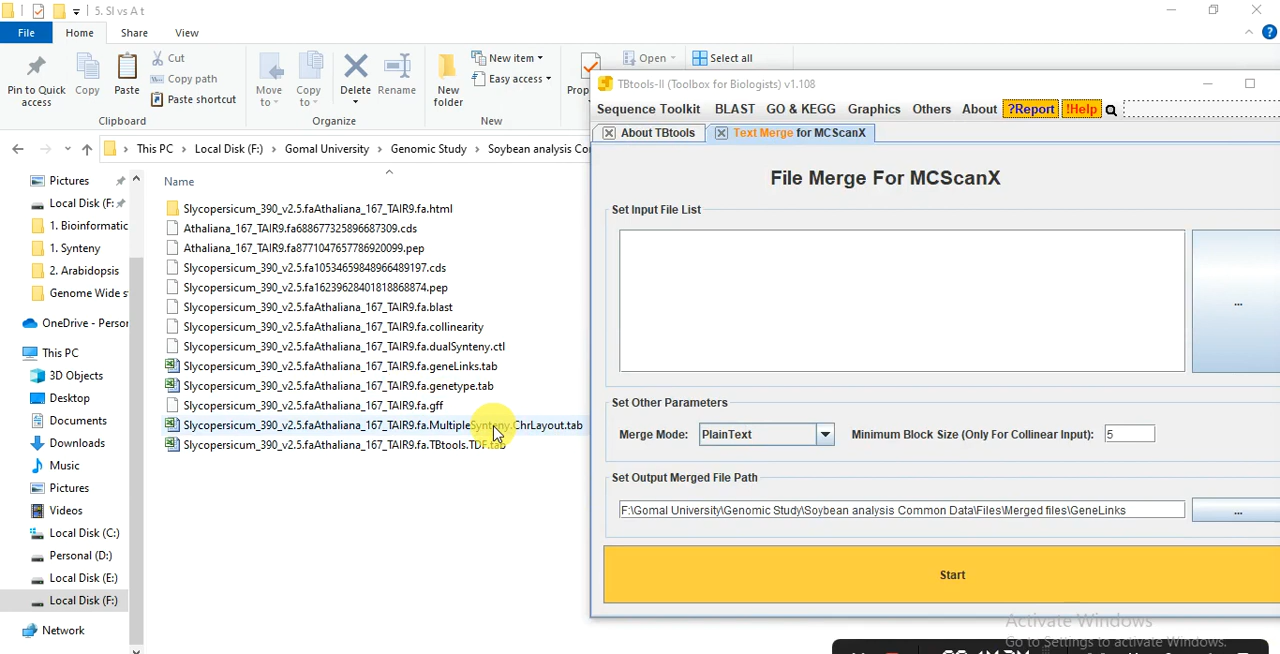 5. SI vs A t
File Home Share View
Pin to Quick access
Copy
Paste
Cut
Copy path
Paste shortcut
Move to
Copy to
Delete
Rename
New folder
New item
Easy access
Open
Select all
Clipboard Organize New
This PC > Local Disk (F:) > Gomal University > Genomic Study > Soybean analysis Co
Pictures
Local Disk (F:
1. Bioinformatic
1. Synteny
2. Arabidopsis
Genome Wide s
OneDrive - Person
This PC
3D Objects
Desktop
Documents
Downloads
Music
Pictures
Videos
Local Disk (C:)
Personal (D:)
Local Disk (E:)
Local Disk (F:)
Network
Name
Slycopersicum_390_v2.5.faAthaliana_167_TAIR9.fa.html
Athaliana_167_TAIR9.fa688677325896687309.cds
Athaliana_167_TAIR9.fa8771047657786920099.pep
Slycopersicum_390_v2.5.fa10534659848966489197.cds
Slycopersicum_390_v2.5.fa16239628401818868874.pep
Slycopersicum_390_v2.5.faAthaliana_167_TAIR9.fa.blast
Slycopersicum_390_v2.5.faAthaliana_167_TAIR9.fa.collinearity
Slycopersicum_390_v2.5.faAthaliana_167_TAIR9.fa.dualSynteny.ctl
Slycopersicum_390_v2.5.faAthaliana_167_TAIR9.fa.geneLinks.tab
Slycopersicum_390_v2.5.faAthaliana_167_TAIR9.fa.genetype.tab
Slycopersicum_390_v2.5.faAthaliana_167_TAIR9.fa.gff
Slycopersicum_390_v2.5.faAthaliana_167_TAIR9.fa.MultipleSynteny.ChrLayout.tab
Slycopersicum_390_v2.5.faAthaliana_167_TAIR9.fa.TBtools.TDF.tab
TBtools-II (Toolbox for Biologists) v1.108
Sequence Toolkit BLAST GO & KEGG Graphics Others About ?Report !Help
About TBtools Text Merge for MCScanX
File Merge For MCScanX
Set Input File List
...
Set Other Parameters
Merge Mode: PlainText Minimum Block Size (Only For Collinear Input): 5
Set Output Merged File Path
F:\Gomal University\Genomic Study\Soybean analysis Common Data\Files\Merged files\GeneLinks ...
Start
Activate Windows
Go to Settings to activate Windows.